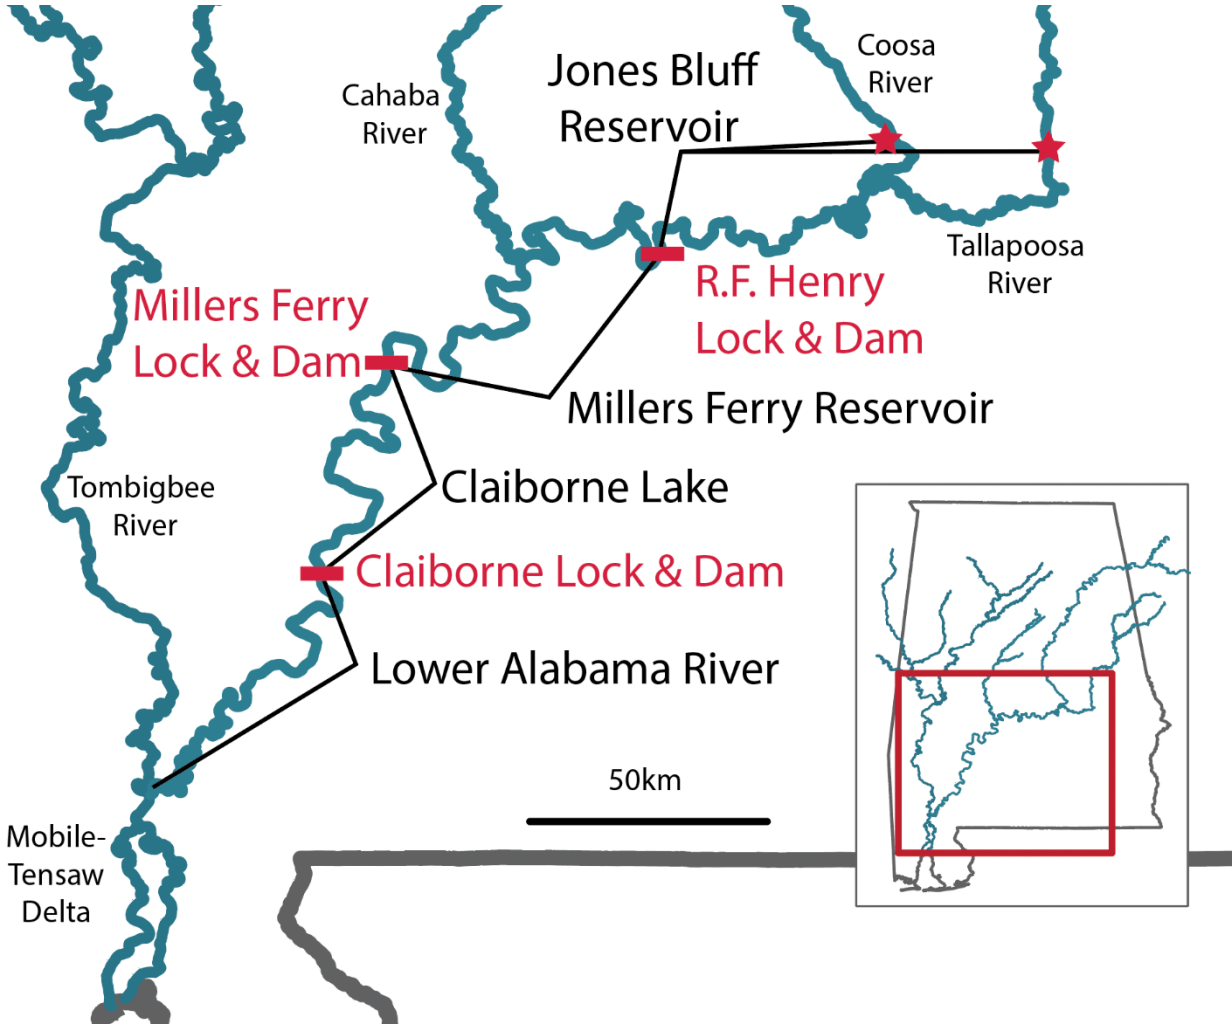 Coosa
River
Jones Bluff
Reservoir
Cahaba
River
Tallapoosa
River
R.F. Henry
Lock & Dam
Millers Ferry
Lock & Dam
Millers Ferry Reservoir
Claiborne Lake
Tombigbee
River
Claiborne Lock & Dam
Lower Alabama River
50km
Mobile-
Tensaw
Delta